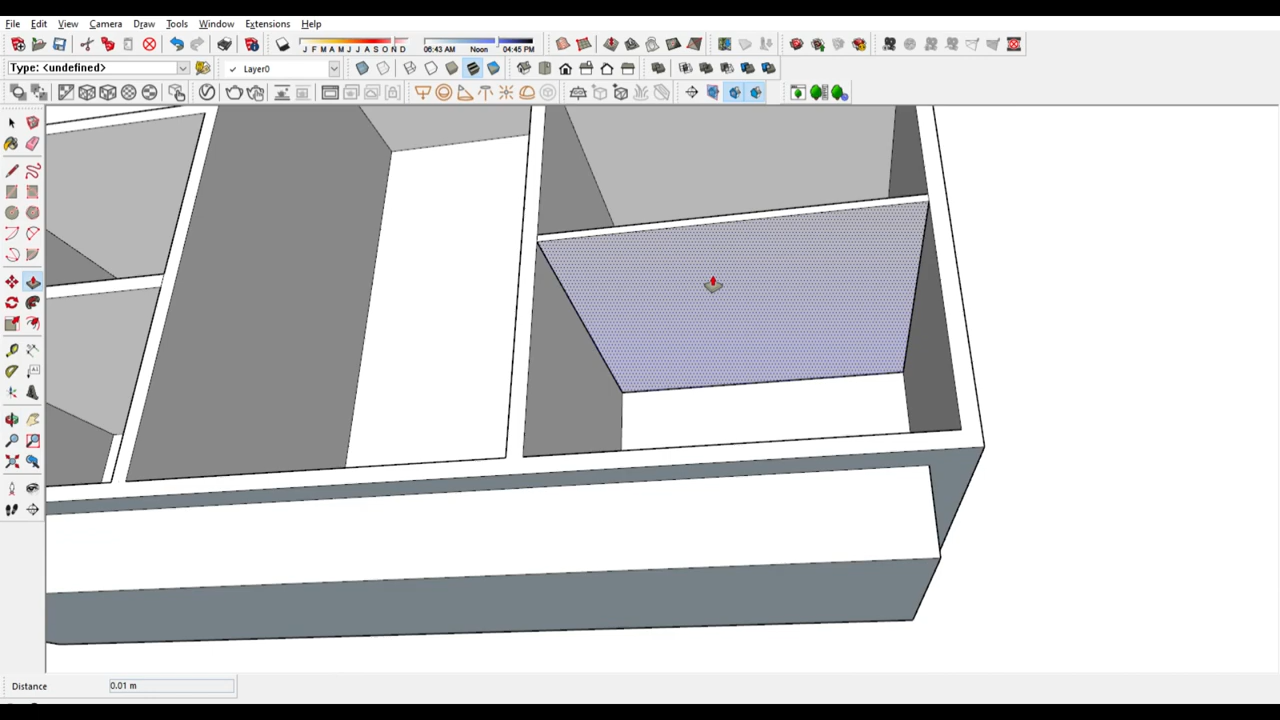 File Edit View Camera Draw Tools Window Extensions Help
J F M A M J J A S O N D 06:43 AM Noon 04:45 PM
Type: <undefined> Layer0
Distance 0.01 m